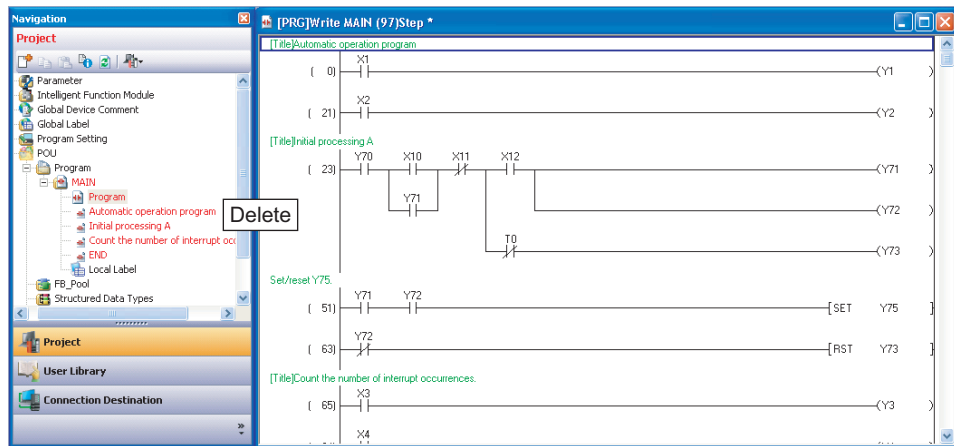 Navigation
Project
Parameter
Intelligent Function Module
Global Device Comment
Global Label
Program Setting
POU
Program
MAIN
Program
Automatic operation program
Initial processing A
Count the number of interrupt occ
END
Local Label
FB_Pool
Structured Data Types
Project
User Library
Connection Destination
Delete
[PRG]Write MAIN (97)Step *
[Title]Automatic operation program
X1
( 0) (Y1 )
X2
( 21) (Y2 )
[Title]Initial processing A
Y70 X10 X11 X12
( 23) (Y71 )
Y71
(Y72 )
T0
(Y73 )
Set/reset Y75.
Y71 Y72
( 51) [SET Y75 ]
Y72
( 63) [RST Y73 ]
[Title]Count the number of interrupt occurrences.
X3
( 65) (Y3 )
X4